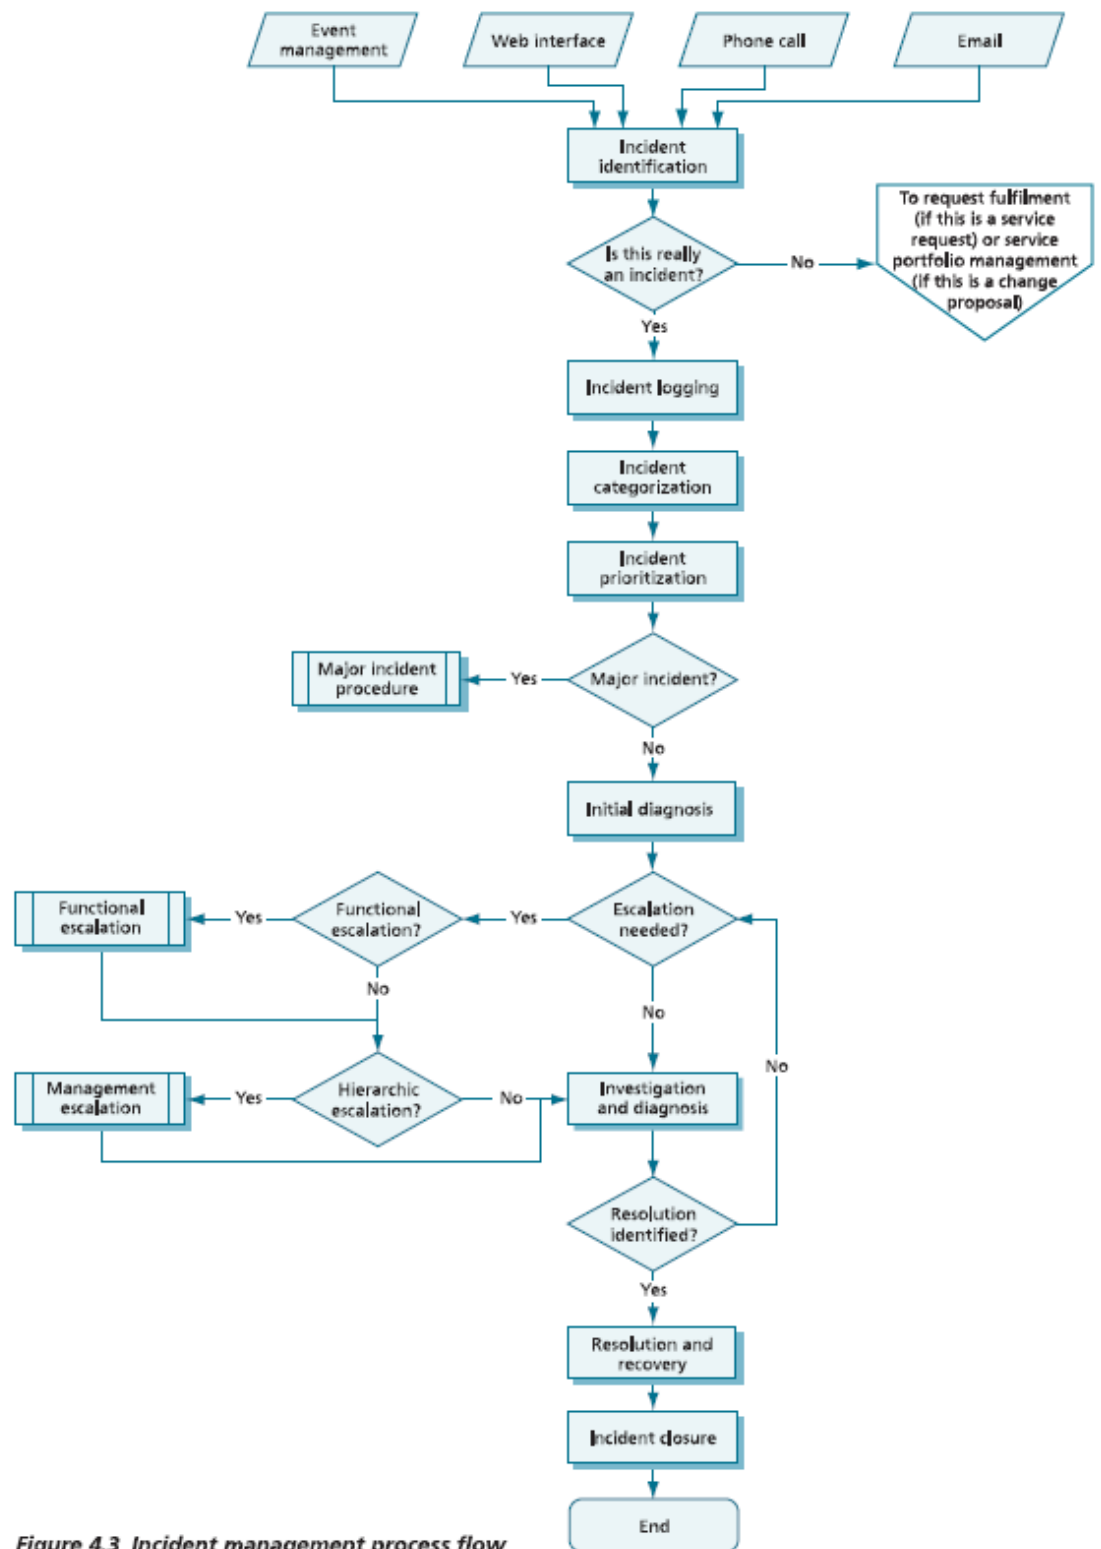 Event
management
Web interface
Phone call
Email
Incident
identification
Is this really
an incident?
No
To request fulfilment
(if this is a service
request) or service
portfolio management
(if this is a change
proposal)
Yes
Incident logging
Incident
categorization
Incident
prioritization
Major incident
procedure
Yes
Major incident?
No
Initial diagnosis
Functional
escalation
Yes
Functional
escalation?
Yes
Escalation
needed?
No
No
No
Management
escalation
Yes
Hierarchic
escalation?
No
Investigation
and diagnosis
Resolution
identified?
Yes
Resolution and
recovery
Incident closure
End
Figure 4.3 Incident management process flow